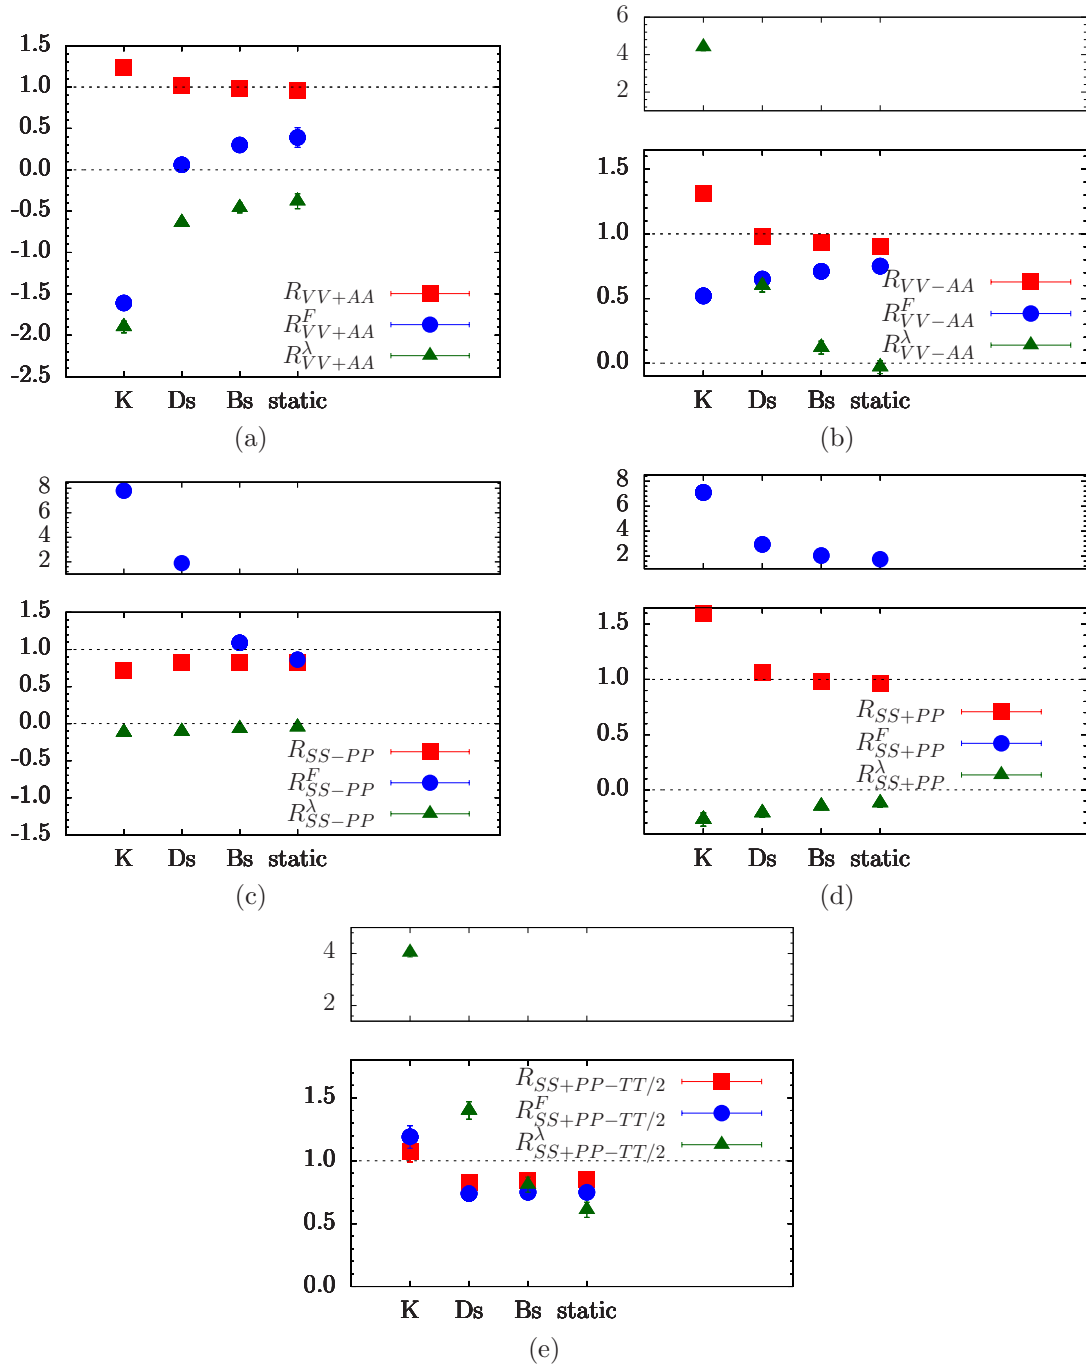 1.5
1.0
0.5
0.0
-0.5
-1.0
-1.5
-2.0
-2.5
R_{VV+AA}
R^F_{VV+AA}
R^λ_{VV+AA}
K Ds Bs static
(a)
6
4
2
1.5
1.0
0.5
0.0
R_{VV−AA}
R^F_{VV−AA}
R^λ_{VV−AA}
K Ds Bs static
(b)
8
6
4
2
1.5
1.0
0.5
0.0
-0.5
-1.0
-1.5
R_{SS−PP}
R^F_{SS−PP}
R^λ_{SS−PP}
K Ds Bs static
(c)
8
6
4
2
1.5
1.0
0.5
0.0
R_{SS+PP}
R^F_{SS+PP}
R^λ_{SS+PP}
K Ds Bs static
(d)
4
2
1.5
1.0
0.5
0.0
R_{SS+PP−TT/2}
R^F_{SS+PP−TT/2}
R^λ_{SS+PP−TT/2}
K Ds Bs static
(e)